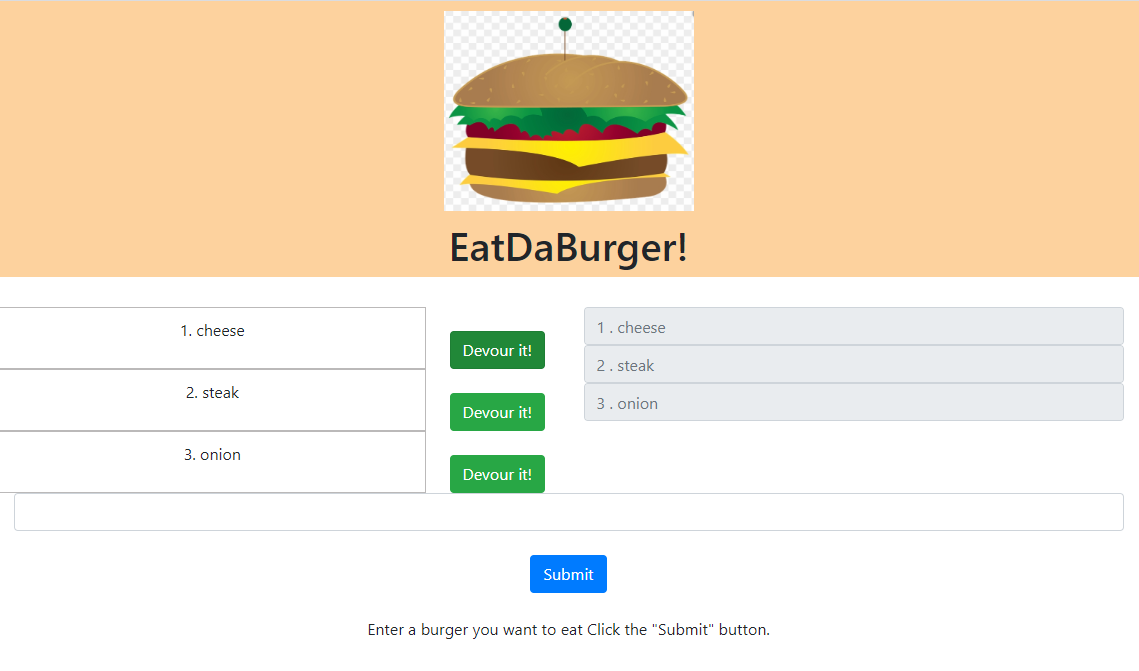 EatDaBurger!
1. cheese
Devour it!
2. steak
Devour it!
3. onion
Devour it!
1 . cheese
2 . steak
3 . onion
Submit
Enter a burger you want to eat Click the "Submit" button.